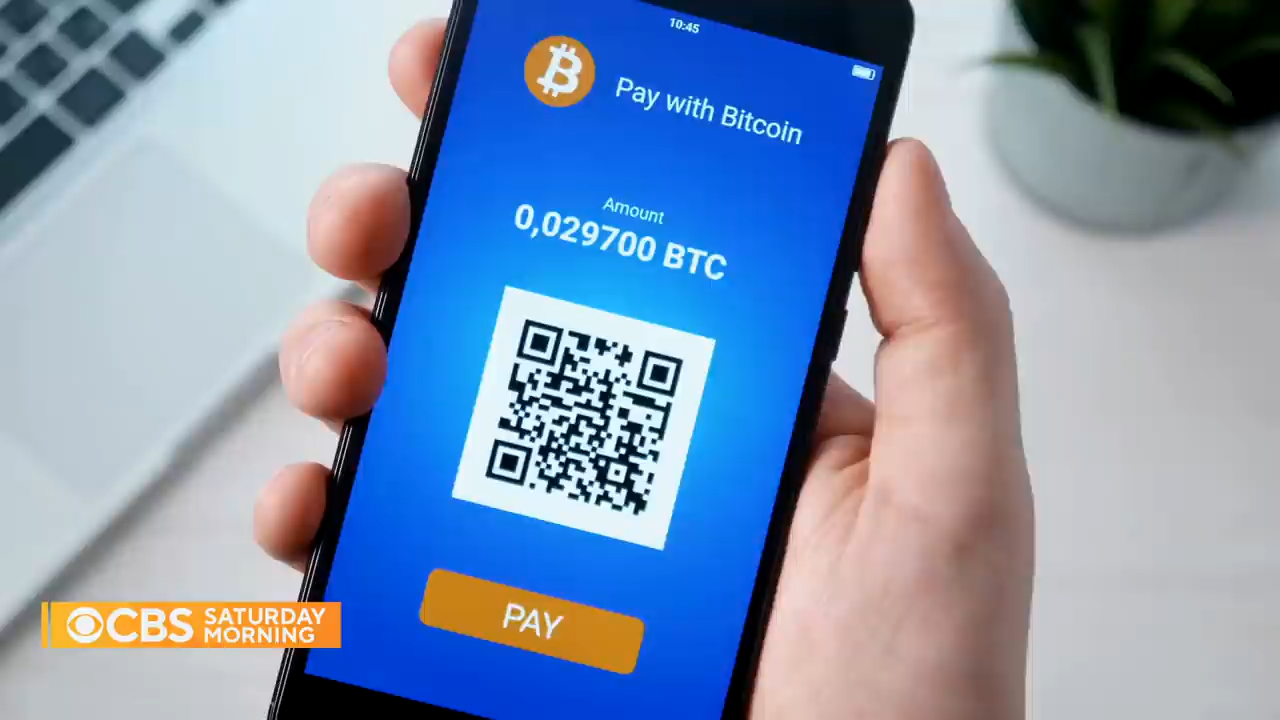 10:45
Pay with Bitcoin
Amount
0,029700 BTC
PAY
CBS SATURDAY
MORNING